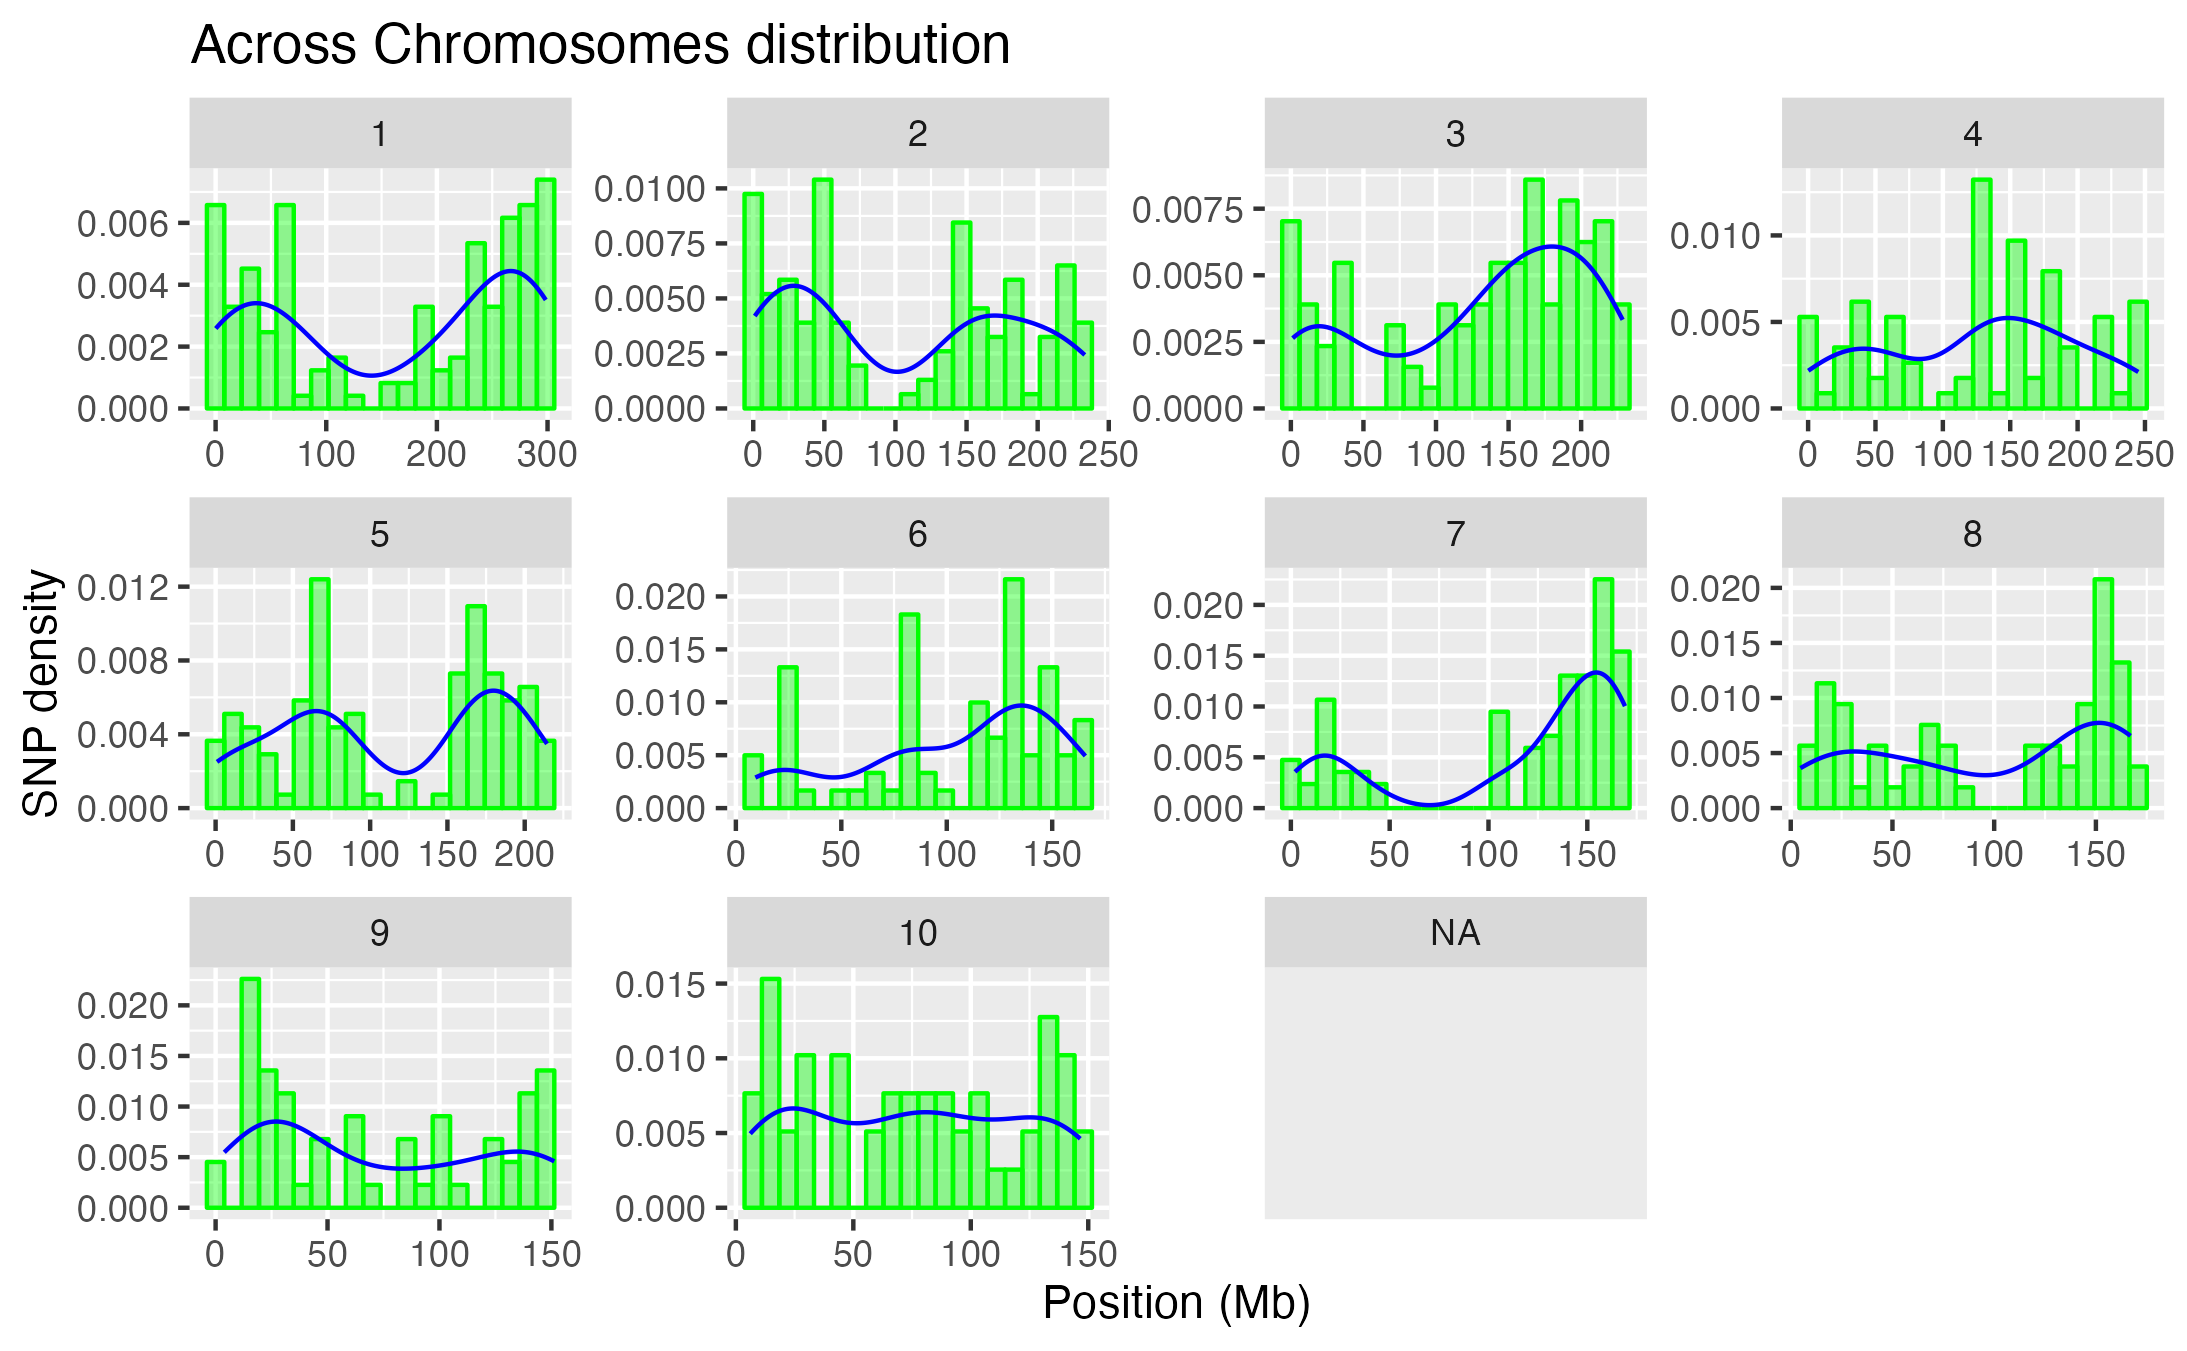 Across Chromosomes distribution
1 2 3 4
0.006 0.004 0.002 0.000
0 100 200 300
0.0100 0.0075 0.0050 0.0025 0.0000
0 50 100 150 200 250
0.0075 0.0050 0.0025 0.0000
0 50 100 150 200
0.010 0.005 0.000
0 50 100 150 200 250
SNP density
5 6 7 8
0.012 0.008 0.004 0.000
0 50 100 150 200
0.020 0.015 0.010 0.005 0.000
0 50 100 150
0.020 0.015 0.010 0.005 0.000
0 50 100 150
0.020 0.015 0.010 0.005 0.000
0 50 100 150
9 10 NA
0.020 0.015 0.010 0.005 0.000
0 50 100 150
0.015 0.010 0.005 0.000
0 50 100 150
Position (Mb)